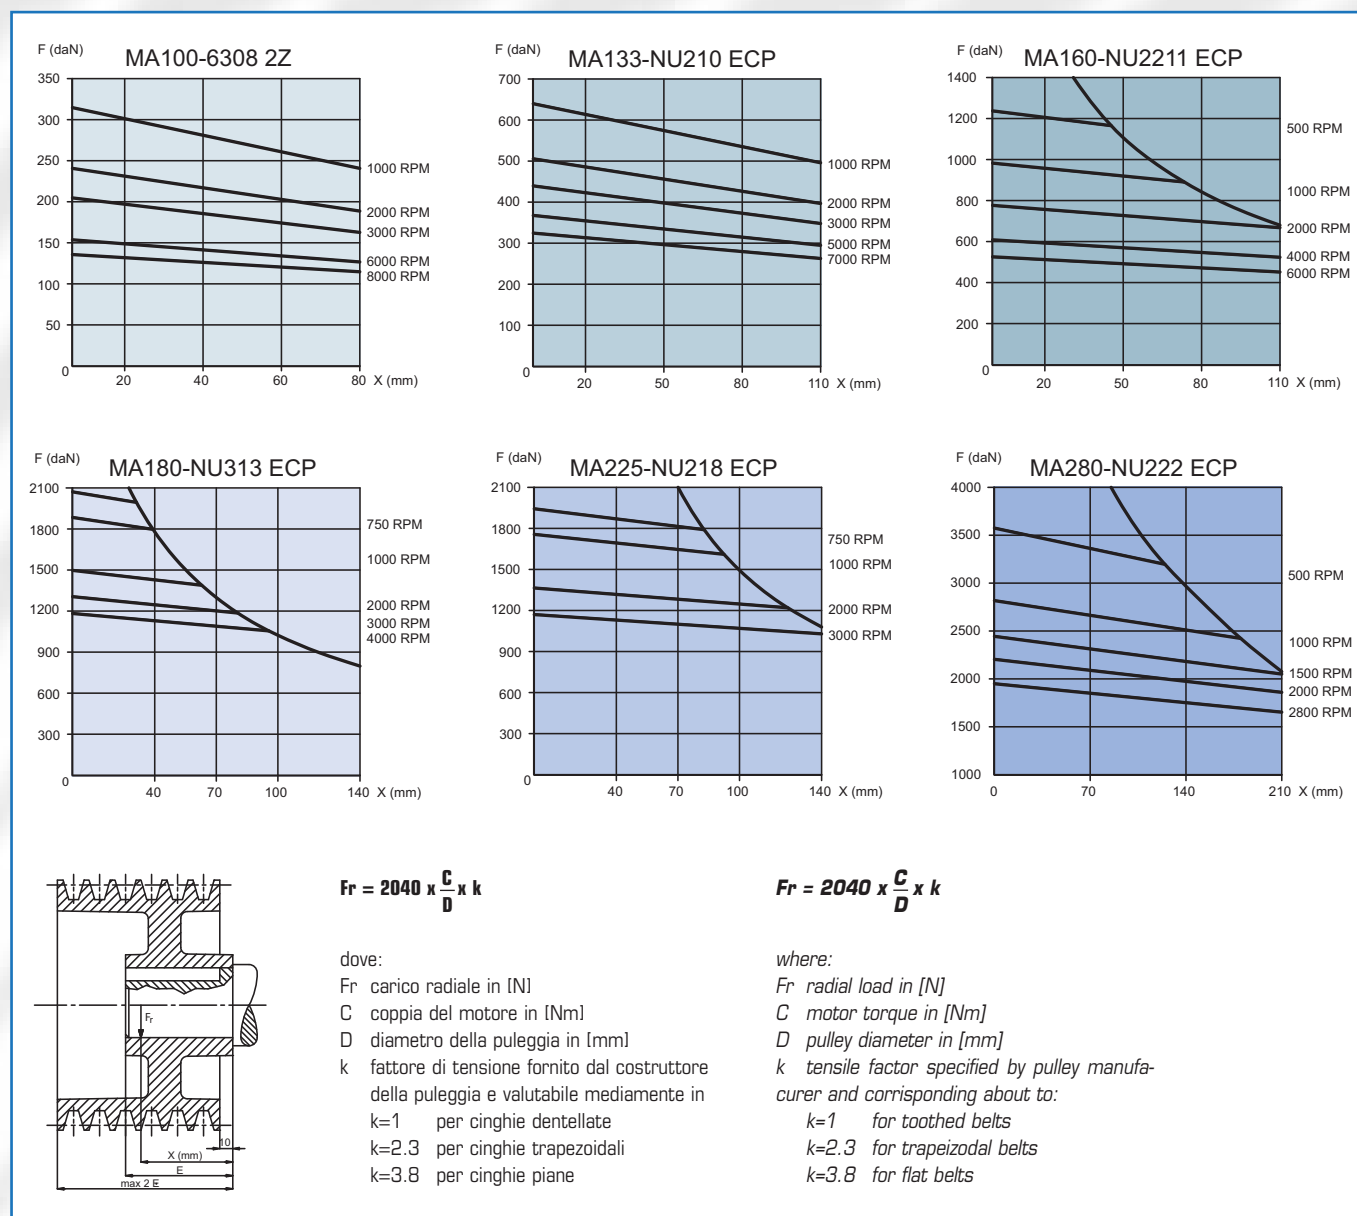 F (daN)
MA100-6308 2Z
350
300
250
200
150
100
50
0
20
40
60
80
X (mm)
1000 RPM
2000 RPM
3000 RPM
6000 RPM
8000 RPM
F (daN)
MA133-NU210 ECP
700
600
500
400
300
200
100
0
20
50
80
110
X (mm)
1000 RPM
2000 RPM
3000 RPM
5000 RPM
7000 RPM
F (daN)
MA160-NU2211 ECP
1400
1200
1000
800
600
400
200
0
20
50
80
110
X (mm)
500 RPM
1000 RPM
2000 RPM
4000 RPM
6000 RPM
F (daN)
MA180-NU313 ECP
2100
1800
1500
1200
900
600
300
0
40
70
100
140
X (mm)
750 RPM
1000 RPM
2000 RPM
3000 RPM
4000 RPM
F (daN)
MA225-NU218 ECP
2100
1800
1500
1200
900
600
300
0
40
70
100
140
X (mm)
750 RPM
1000 RPM
2000 RPM
3000 RPM
F (daN)
MA280-NU222 ECP
4000
3500
3000
2500
2000
1500
1000
0
70
140
210
X (mm)
500 RPM
1000 RPM
1500 RPM
2000 RPM
2800 RPM
Fr
10
X (mm)
E
max 2 E
Fr = 2040 x C/D x k
dove:
Fr carico radiale in [N]
C coppia del motore in [Nm]
D diametro della puleggia in [mm]
k fattore di tensione fornito dal costruttore
della puleggia e valutabile mediamente in
k=1 per cinghie dentellate
k=2.3 per cinghie trapezoidali
k=3.8 per cinghie piane
Fr = 2040 x C/D x k
where:
Fr radial load in [N]
C motor torque in [Nm]
D pulley diameter in [mm]
k tensile factor specified by pulley manufa-
curer and corrisponding about to:
k=1 for toothed belts
k=2.3 for trapeizodal belts
k=3.8 for flat belts